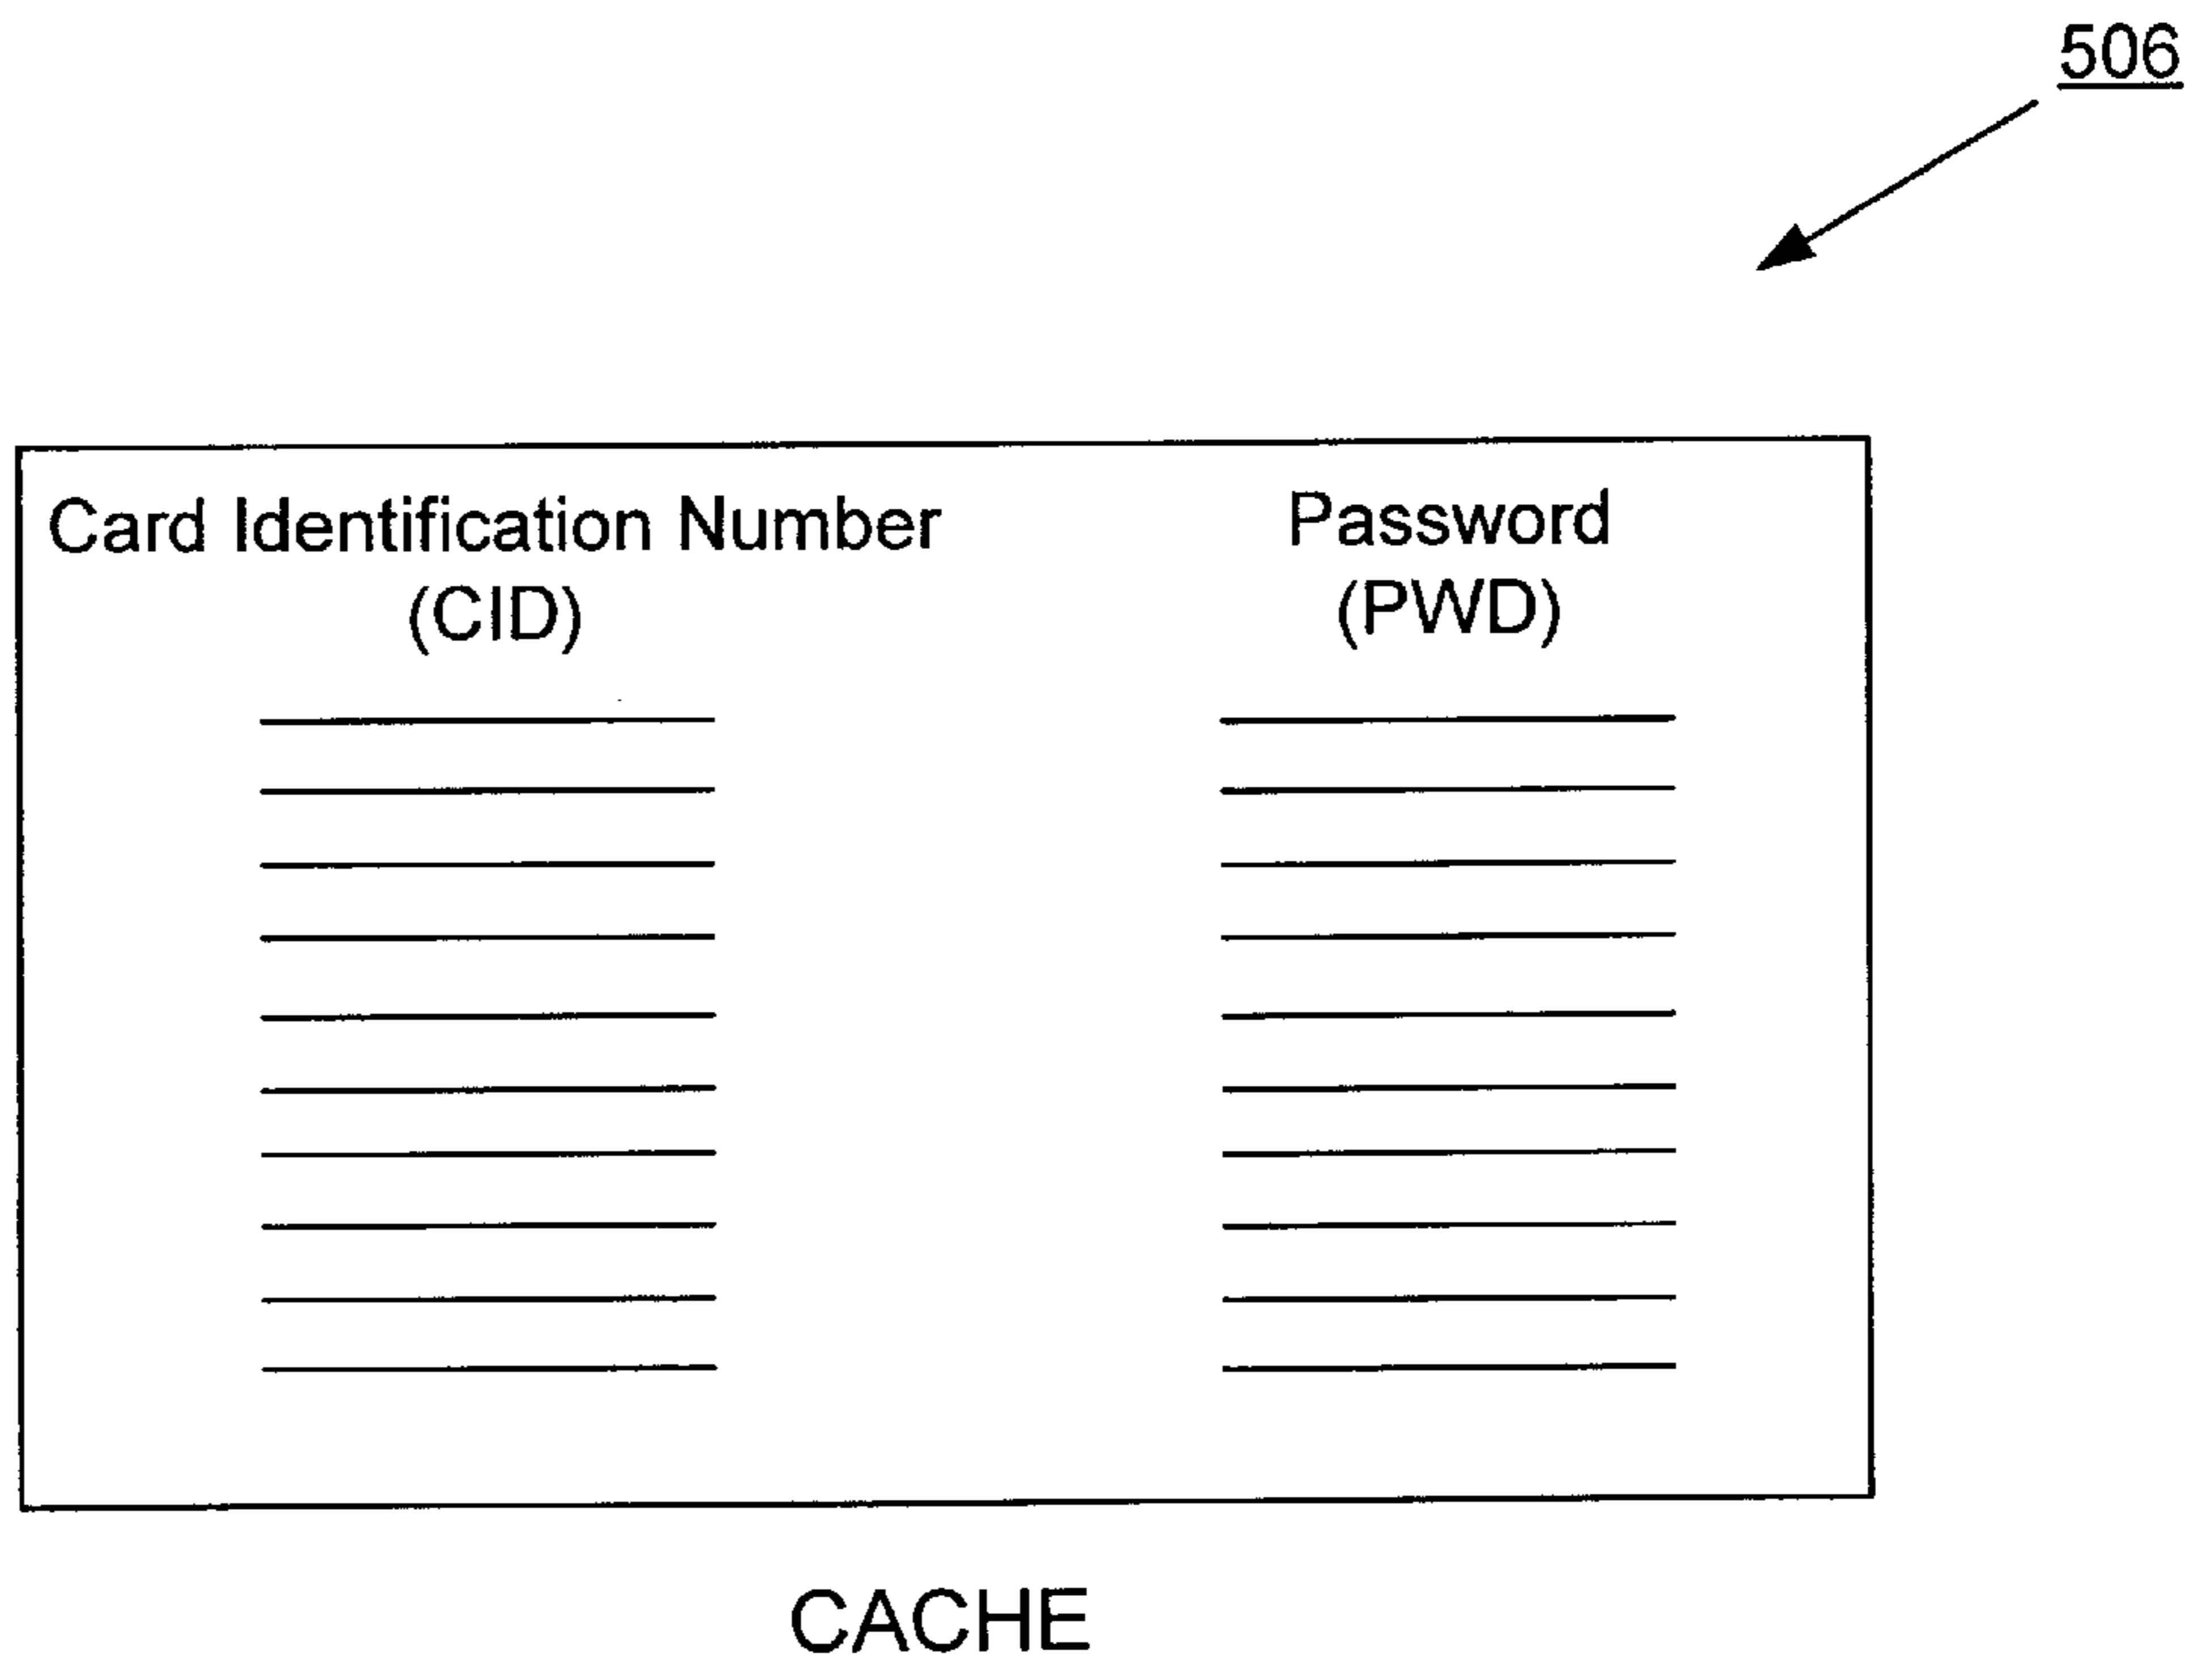 506
Card Identification Number
(CID)
Password
(PWD)
CACHE